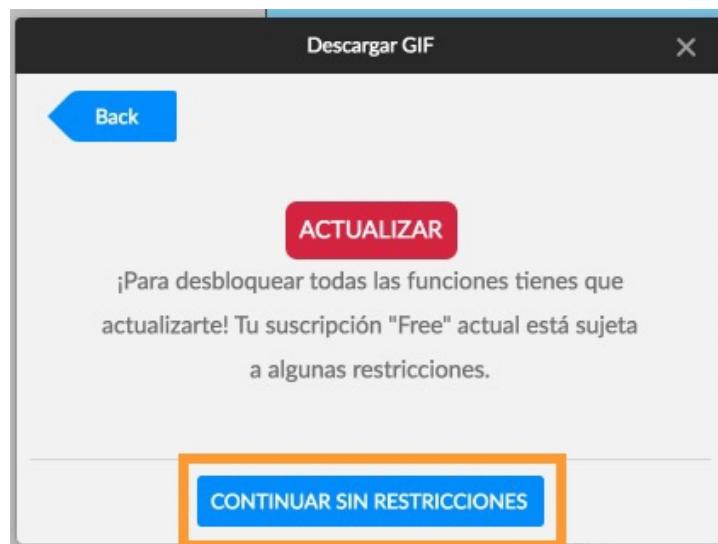 Descargar GIF
Back
ACTUALIZAR
¡Para desbloquear todas las funciones tienes que
actualizarte! Tu suscripción "Free" actual está sujeta
a algunas restricciones.
CONTINUAR SIN RESTRICCIONES